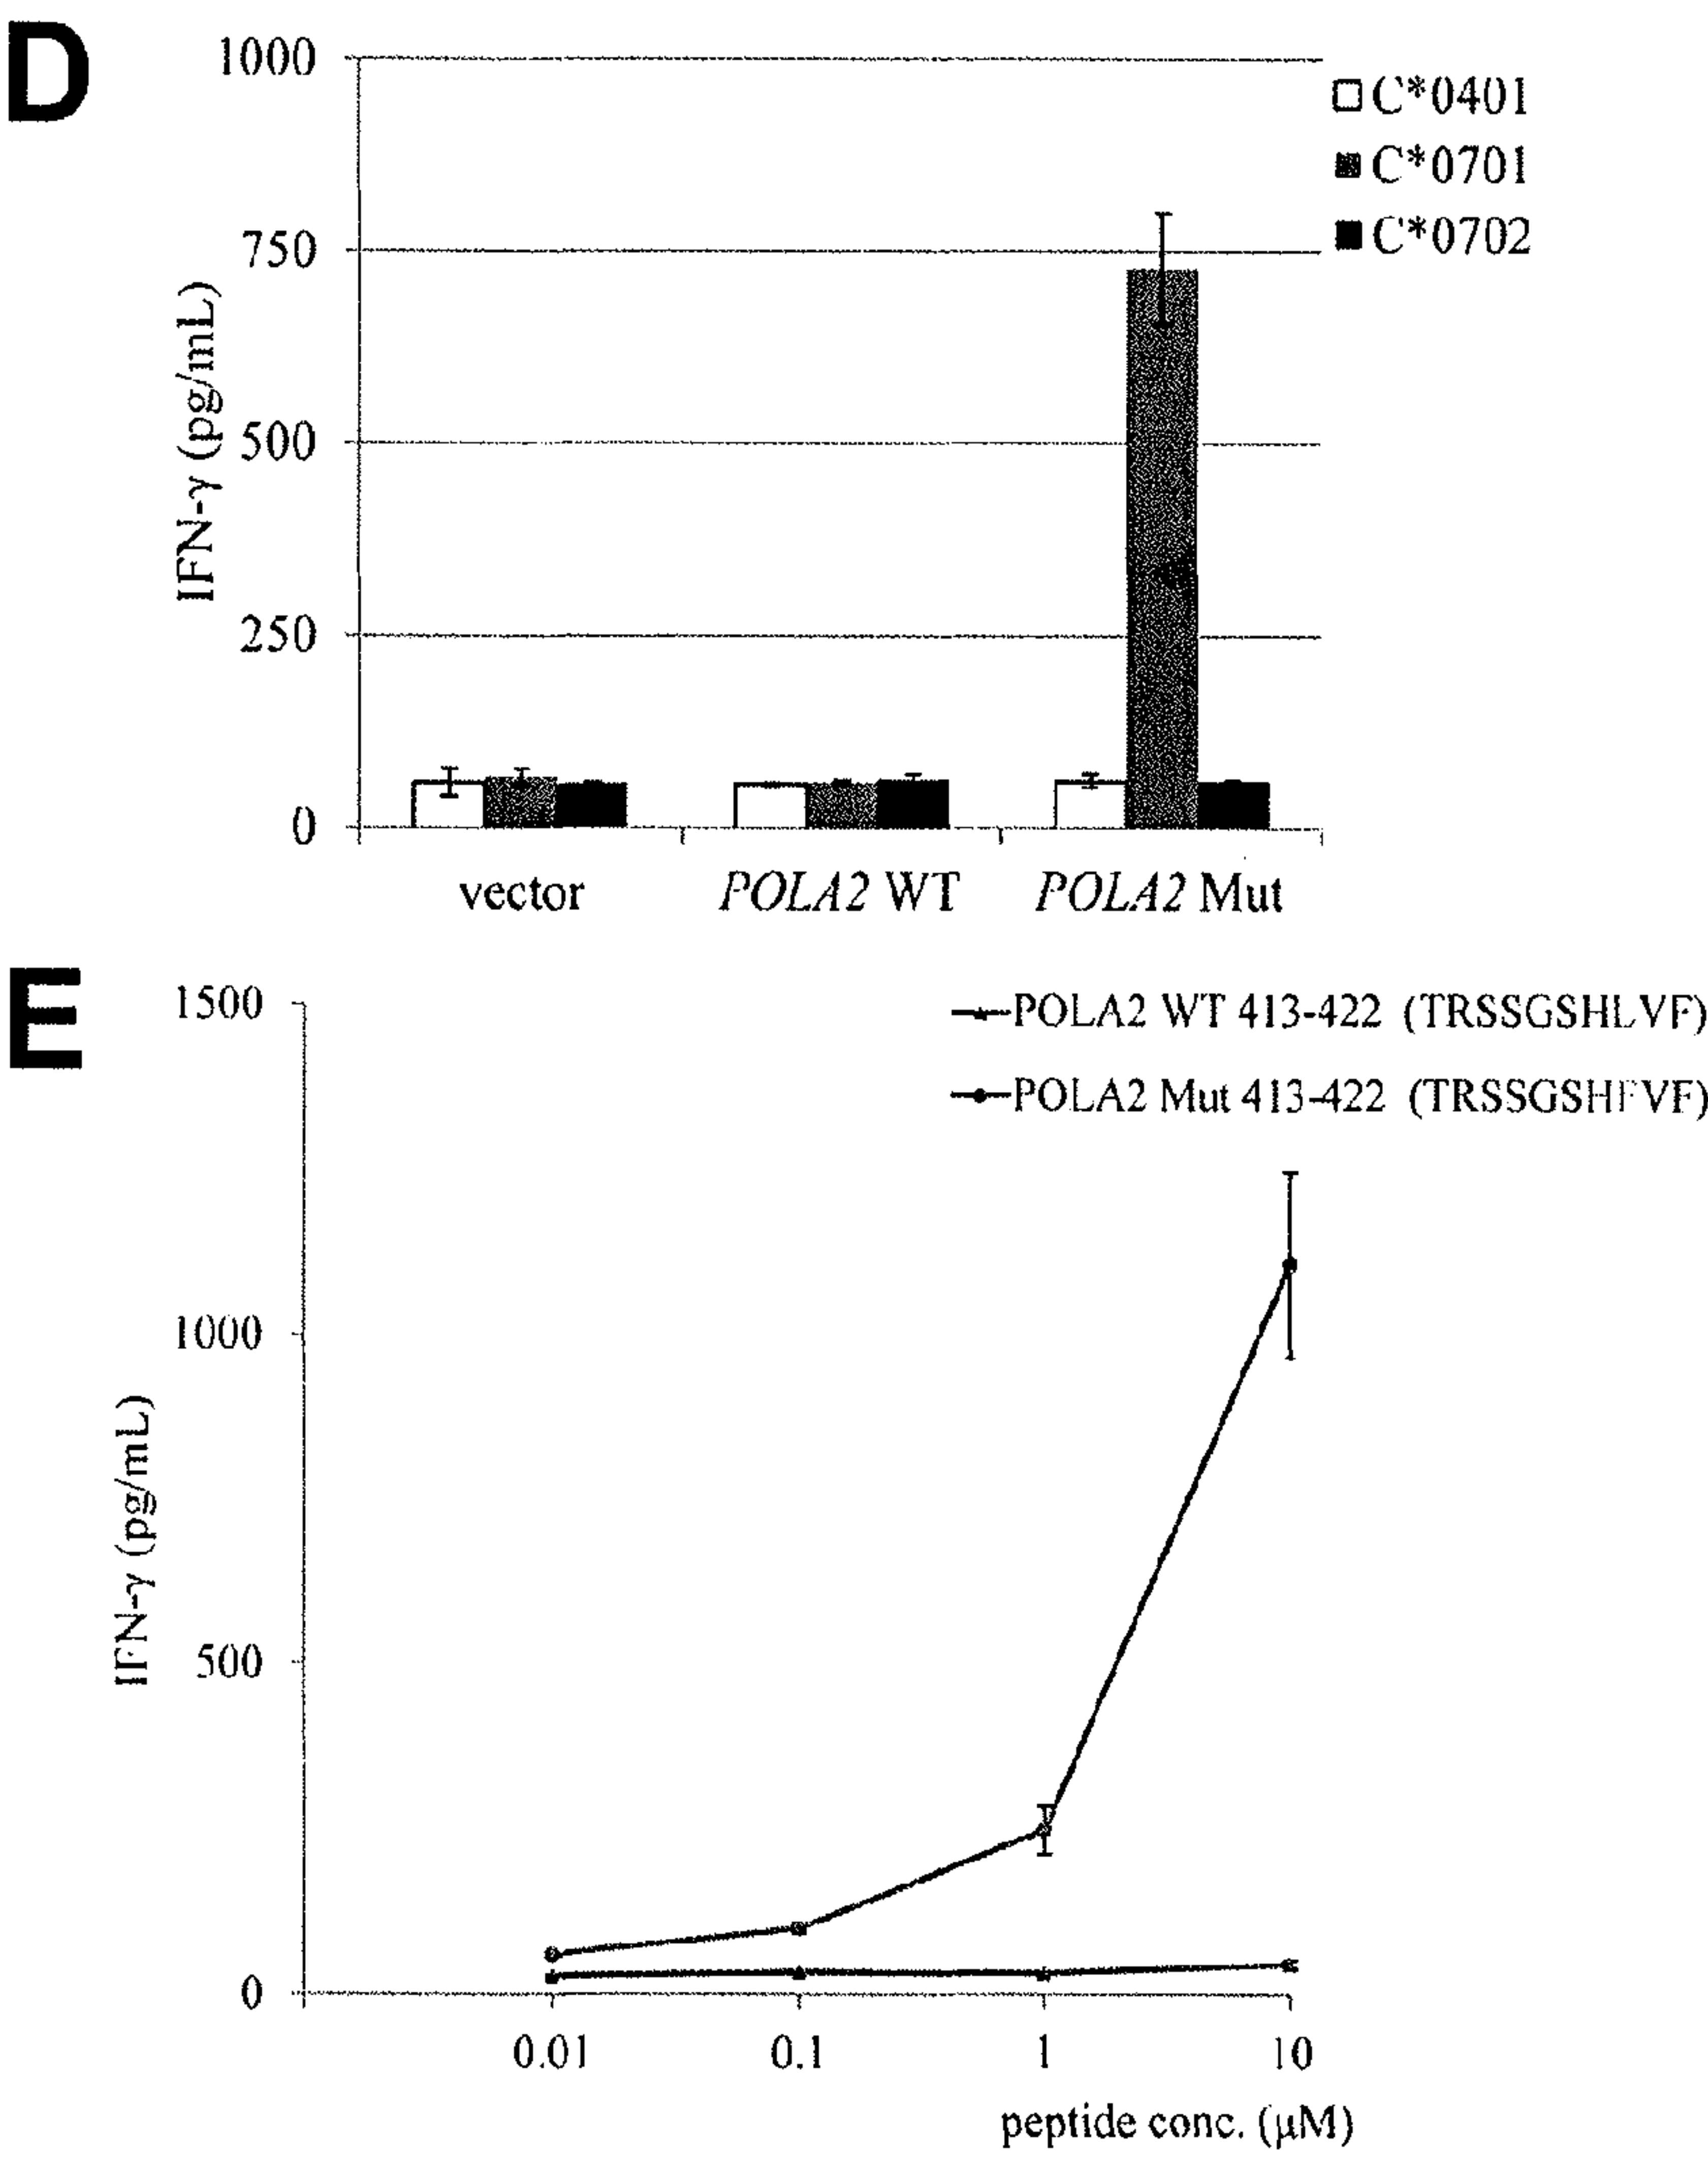 D
1000
750
500
250
0
IFN-γ (pg/mL)
C*0401
C*0701
C*0702
vector
POLA2 WT
POLA2 Mut
E
1500
1000
500
0
IFN-γ (pg/mL)
POLA2 WT 413-422 (TRSSGSHLVF)
POLA2 Mut 413-422 (TRSSGSHFVF)
0.01
0.1
1
10
peptide conc. (μM)